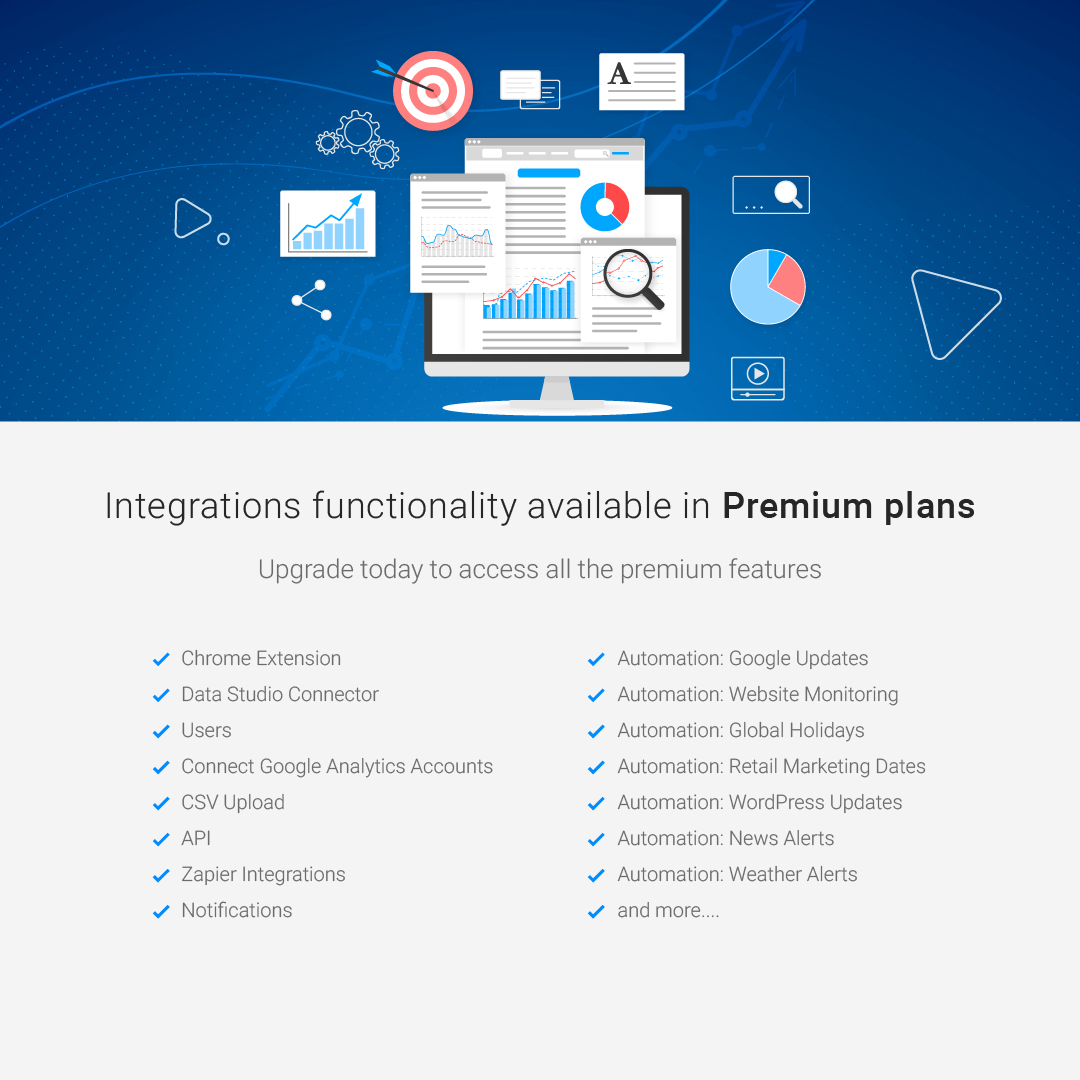 A
Integrations functionality available in Premium plans
Upgrade today to access all the premium features
Chrome Extension
Data Studio Connector
Users
Connect Google Analytics Accounts
CSV Upload
API
Zapier Integrations
Notifications
Automation: Google Updates
Automation: Website Monitoring
Automation: Global Holidays
Automation: Retail Marketing Dates
Automation: WordPress Updates
Automation: News Alerts
Automation: Weather Alerts
and more....